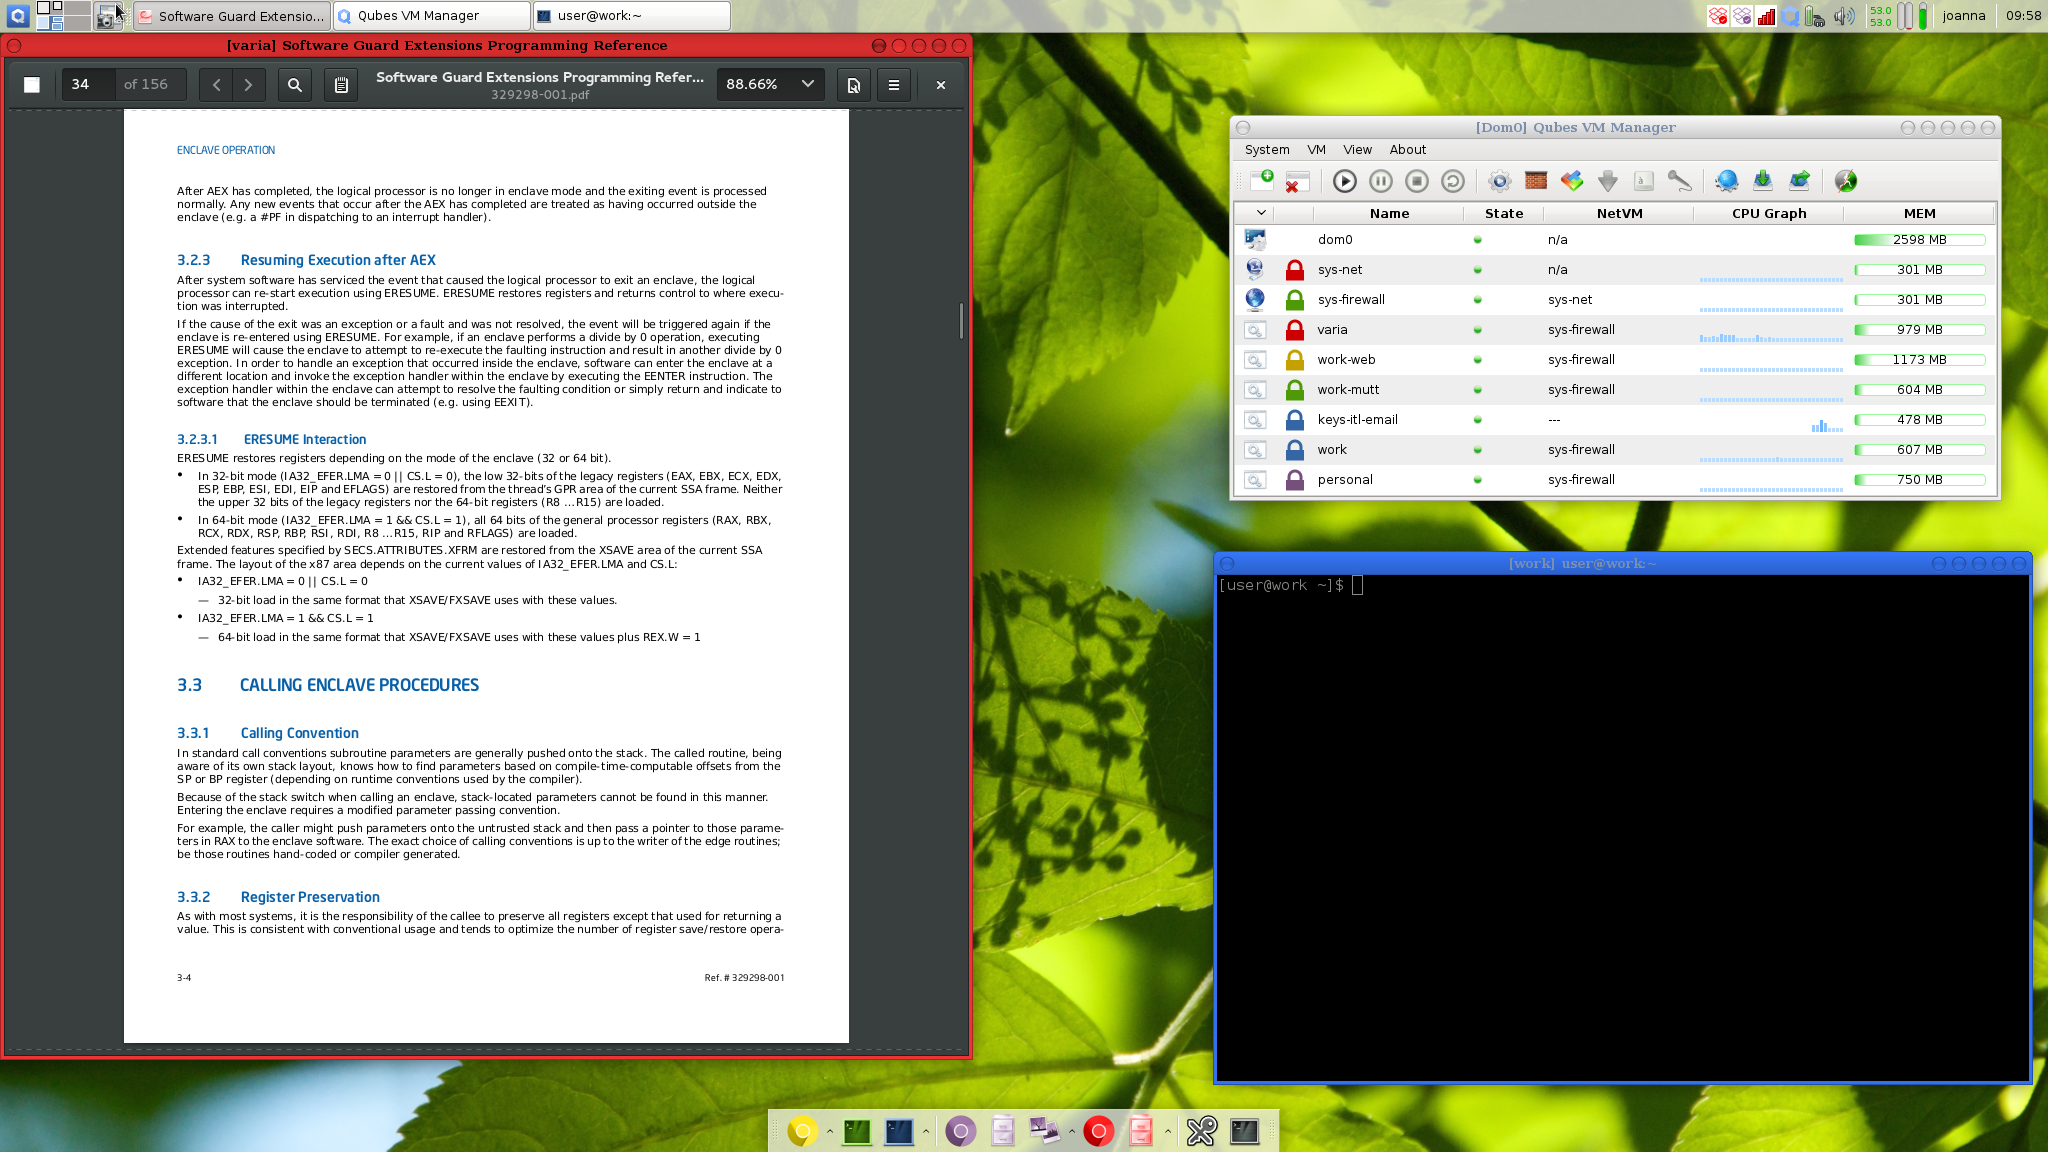 Software Guard Extensio...
Qubes VM Manager
user@work:~
53.0
53.0
joanna
09:58
[varia] Software Guard Extensions Programming Reference
34
of 156
Software Guard Extensions Programming Refer...
329298-001.pdf
88.66%
ENCLAVE OPERATION
After AEX has completed, the logical processor is no longer in enclave mode and the exiting event is processed
normally. Any new events that occur after the AEX has completed are treated as having occurred outside the
enclave (e.g. a #PF in dispatching to an interrupt handler).
3.2.3 Resuming Execution after AEX
After system software has serviced the event that caused the logical processor to exit an enclave, the logical
processor can re-start execution using ERESUME. ERESUME restores registers and returns control to where execu-
tion was interrupted.
If the cause of the exit was an exception or a fault and was not resolved, the event will be triggered again if the
enclave is re-entered using ERESUME. For example, if an enclave performs a divide by 0 operation, executing
ERESUME will cause the enclave to attempt to re-execute the faulting instruction and result in another divide by 0
exception. In order to handle an exception that occurred inside the enclave, software can enter the enclave at a
different location and invoke the exception handler within the enclave by executing the EENTER instruction. The
exception handler within the enclave can attempt to resolve the faulting condition or simply return and indicate to
software that the enclave should be terminated (e.g. using EEXIT).
3.2.3.1 ERESUME Interaction
ERESUME restores registers depending on the mode of the enclave (32 or 64 bit).
• In 32-bit mode (IA32_EFER.LMA = 0 || CS.L = 0), the low 32-bits of the legacy registers (EAX, EBX, ECX, EDX,
ESP, EBP, ESI, EDI, EIP and EFLAGS) are restored from the thread's GPR area of the current SSA frame. Neither
the upper 32 bits of the legacy registers nor the 64-bit registers (R8 ...R15) are loaded.
• In 64-bit mode (IA32_EFER.LMA = 1 && CS.L = 1), all 64 bits of the general processor registers (RAX, RBX,
RCX, RDX, RSP, RBP, RSI, RDI, R8 ...R15, RIP and RFLAGS) are loaded.
Extended features specified by SECS.ATTRIBUTES.XFRM are restored from the XSAVE area of the current SSA
frame. The layout of the x87 area depends on the current values of IA32_EFER.LMA and CS.L:
• IA32_EFER.LMA = 0 || CS.L = 0
— 32-bit load in the same format that XSAVE/FXSAVE uses with these values.
• IA32_EFER.LMA = 1 && CS.L = 1
— 64-bit load in the same format that XSAVE/FXSAVE uses with these values plus REX.W = 1
3.3 CALLING ENCLAVE PROCEDURES
3.3.1 Calling Convention
In standard call conventions subroutine parameters are generally pushed onto the stack. The called routine, being
aware of its own stack layout, knows how to find parameters based on compile-time-computable offsets from the
SP or BP register (depending on runtime conventions used by the compiler).
Because of the stack switch when calling an enclave, stack-located parameters cannot be found in this manner.
Entering the enclave requires a modified parameter passing convention.
For example, the caller might push parameters onto the untrusted stack and then pass a pointer to those parame-
ters in RAX to the enclave software. The exact choice of calling conventions is up to the writer of the edge routines;
be those routines hand-coded or compiler generated.
3.3.2 Register Preservation
As with most systems, it is the responsibility of the callee to preserve all registers except that used for returning a
value. This is consistent with conventional usage and tends to optimize the number of register save/restore opera-
3-4
Ref. # 329298-001
[Dom0] Qubes VM Manager
System VM View About
Name State NetVM CPU Graph MEM
dom0 n/a 2598 MB
sys-net n/a 301 MB
sys-firewall sys-net 301 MB
varia sys-firewall 979 MB
work-web sys-firewall 1173 MB
work-mutt sys-firewall 604 MB
keys-itl-email --- 478 MB
work sys-firewall 607 MB
personal sys-firewall 750 MB
[work] user@work:~
[user@work ~]$